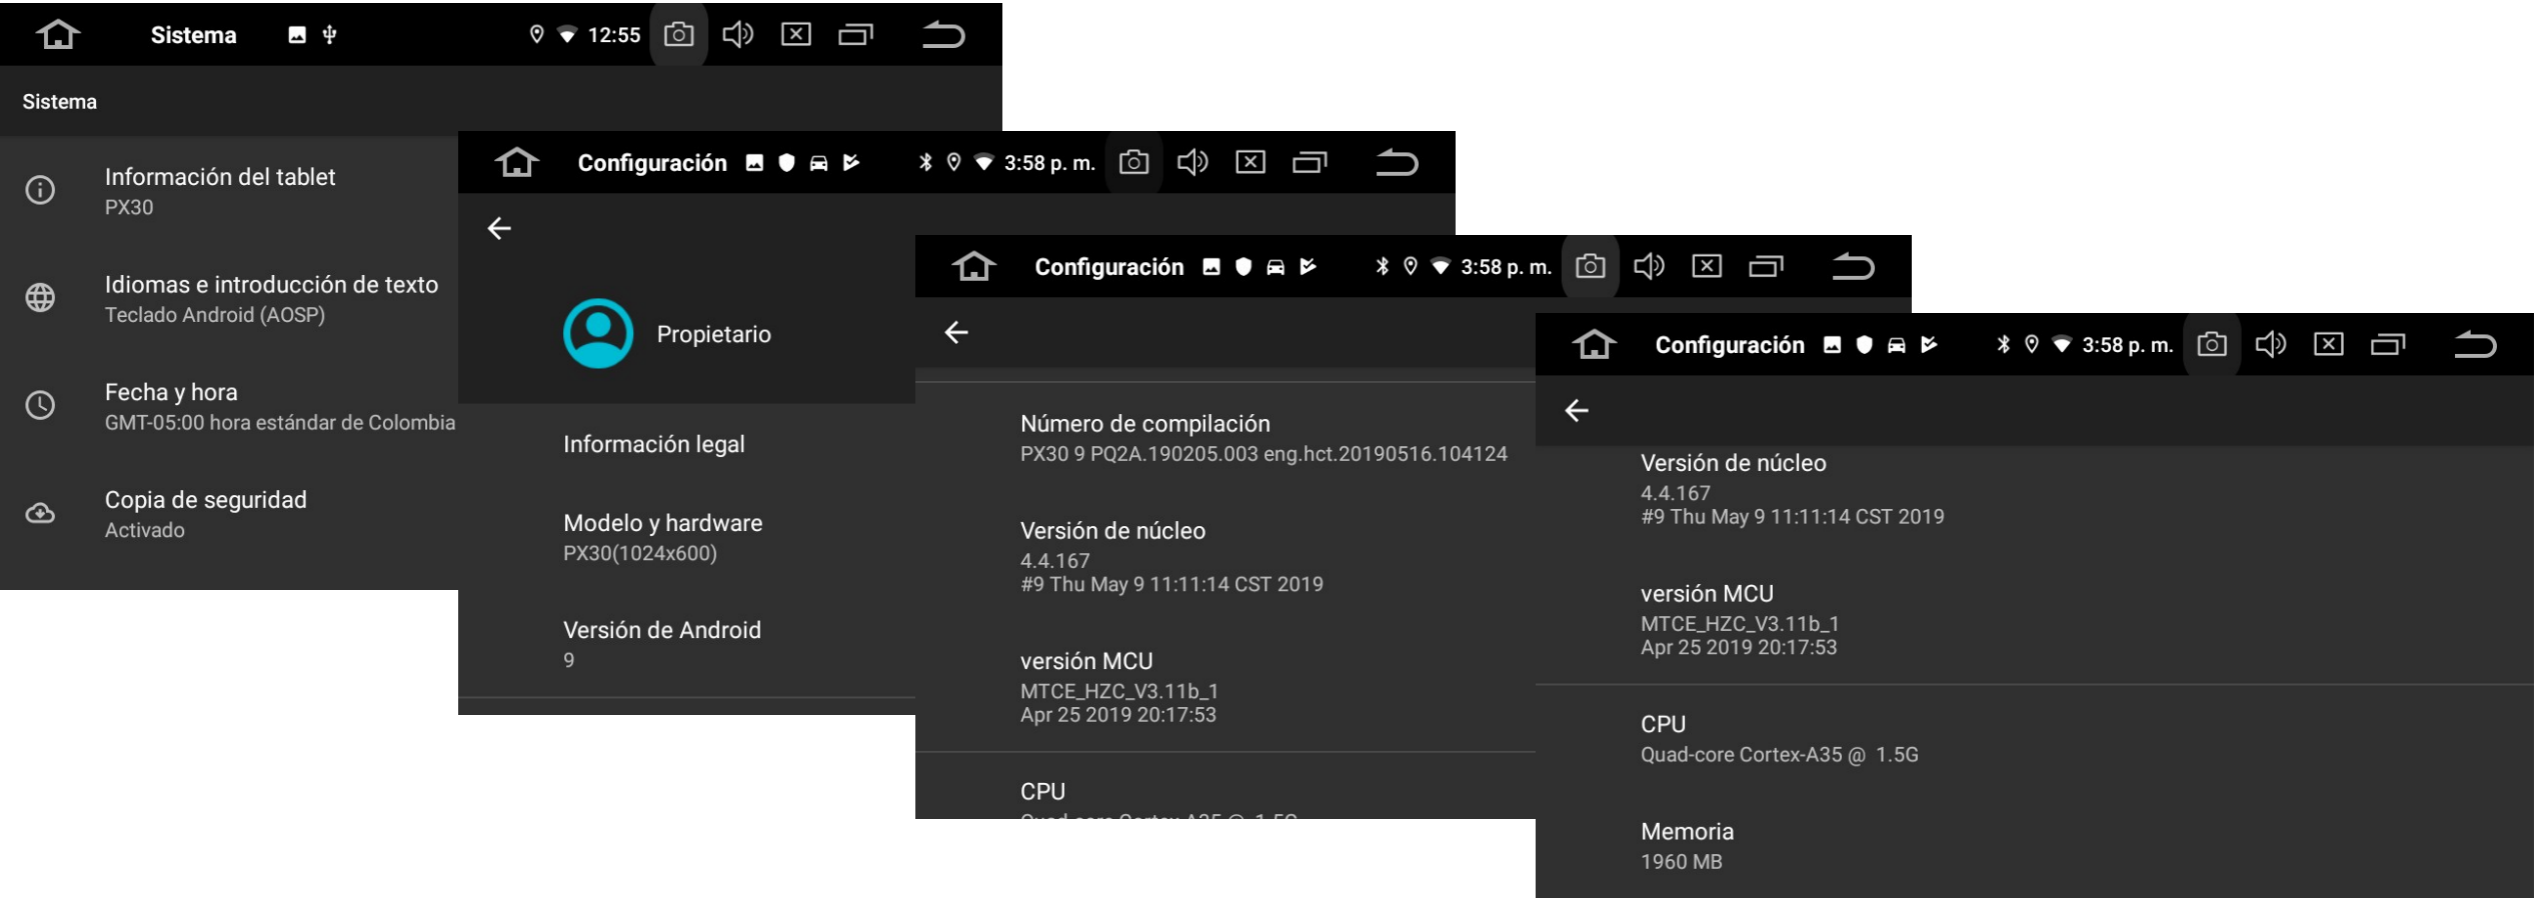 Sistema
12:55
Sistema
Información del tablet
PX30
Idiomas e introducción de texto
Teclado Android (AOSP)
Fecha y hora
GMT-05:00 hora estándar de Colombia
Copia de seguridad
Activado
Configuración
3:58 p. m.
Propietario
Información legal
Modelo y hardware
PX30(1024x600)
Versión de Android
9
Configuración
3:58 p. m.
Número de compilación
PX30 9 PQ2A.190205.003 eng.hct.20190516.104124
Versión de núcleo
4.4.167
#9 Thu May 9 11:11:14 CST 2019
versión MCU
MTCE_HZC_V3.11b_1
Apr 25 2019 20:17:53
CPU
Quad-core Cortex-A35 @ 1.5G
Configuración
3:58 p. m.
Versión de núcleo
4.4.167
#9 Thu May 9 11:11:14 CST 2019
versión MCU
MTCE_HZC_V3.11b_1
Apr 25 2019 20:17:53
CPU
Quad-core Cortex-A35 @ 1.5G
Memoria
1960 MB